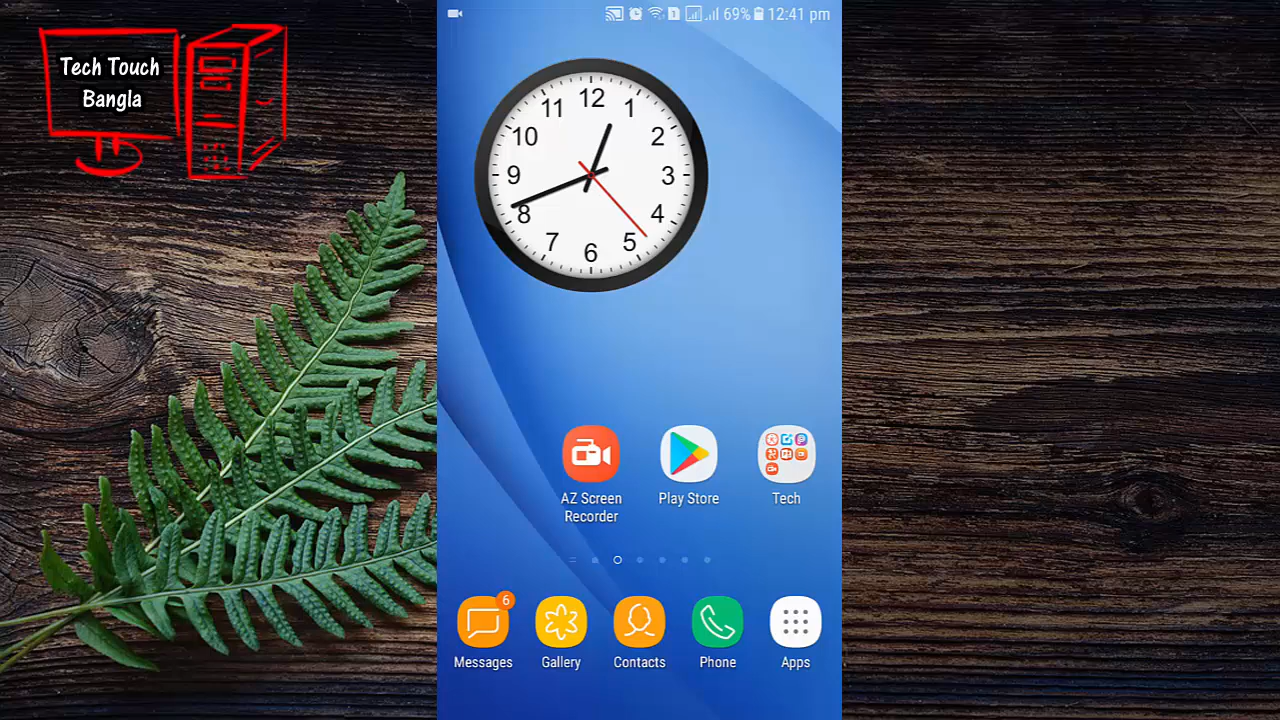 Tech Touch
Bangla
1
69%
12:41 pm
12
1
2
3
4
5
6
7
8
9
10
11
AZ Screen
Recorder
Play Store
Tech
6
Messages
Gallery
Contacts
Phone
Apps